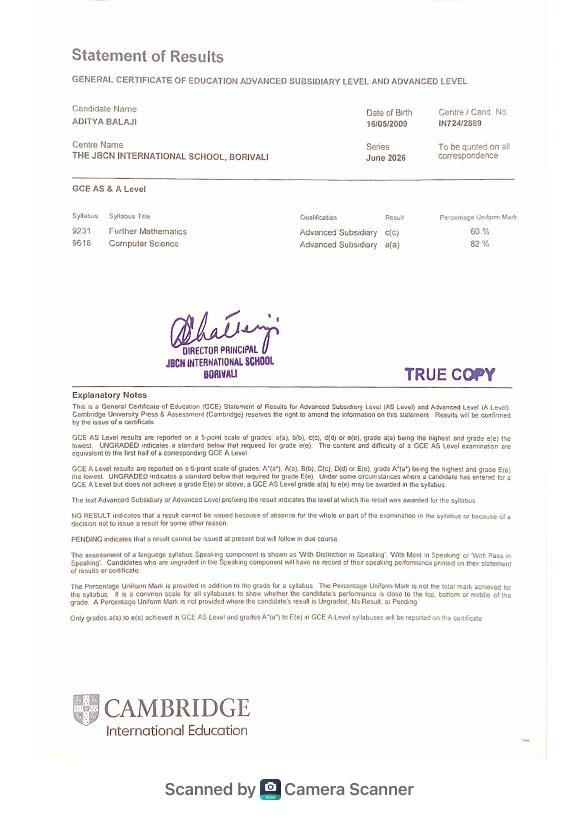 Statement of Results
GENERAL CERTIFICATE OF EDUCATION ADVANCED SUBSIDIARY LEVEL AND ADVANCED LEVEL
Candidate Name
ADITYA BALAJI
Date of Birth
16/05/2009
Centre / Cand. No.
IN724/2889
Centre Name
THE JBCN INTERNATIONAL SCHOOL, BORIVALI
Series
June 2026
To be quoted on all
correspondence
GCE AS & A Level
Syllabus Syllabus Title Qualification Result Percentage Uniform Mark
9231 Further Mathematics Advanced Subsidiary c(c) 60 %
9618 Computer Science Advanced Subsidiary a(a) 82 %
DIRECTOR PRINCIPAL
JBCN INTERNATIONAL SCHOOL
BORIVALI
TRUE COPY
Explanatory Notes
This is a General Certificate of Education (GCE) Statement of Results for Advanced Subsidiary Level (AS Level) and Advanced Level (A Level).
Cambridge University Press & Assessment (Cambridge) reserves the right to amend the information on this statement. Results will be confirmed
by the issue of a certificate.
GCE AS Level results are reported on a 5-point scale of grades: a(a), b(b), c(c), d(d) or e(e), grade a(a) being the highest and grade e(e) the
lowest. UNGRADED indicates a standard below that required for grade e(e). The content and difficulty of a GCE AS Level examination are
equivalent to the first half of a corresponding GCE A Level.
GCE A Level results are reported on a 6-point scale of grades: A*(a*), A(a), B(b), C(c), D(d) or E(e), grade A*(a*) being the highest and grade E(e)
the lowest. UNGRADED indicates a standard below that required for grade E(e). Under some circumstances where a candidate has entered for a
GCE A Level but does not achieve a grade E(e) or above, a GCE AS Level grade a(a) to e(e) may be awarded in the syllabus.
The text Advanced Subsidiary or Advanced Level prefixing the result indicates the level at which the result was awarded for the syllabus.
NO RESULT indicates that a result cannot be issued because of absence for the whole or part of the examination in the syllabus or because of a
decision not to issue a result for some other reason.
PENDING indicates that a result cannot be issued at present but will follow in due course.
The assessment of a language syllabus Speaking component is shown as 'With Distinction in Speaking', 'With Merit in Speaking' or 'With Pass in
Speaking'. Candidates who are ungraded in the Speaking component will have no record of their speaking performance printed on their statement
of results or certificate.
The Percentage Uniform Mark is provided in addition to the grade for a syllabus. The Percentage Uniform Mark is not the total mark achieved for
the syllabus. It is a common scale for all syllabuses to show whether the candidate's performance is close to the top, bottom or middle of the
grade. A Percentage Uniform Mark is not provided where the candidate's result is Ungraded, No Result, or Pending.
Only grades a(a) to e(e) achieved in GCE AS Level and grades A*(a*) to E(e) in GCE A Level syllabuses will be reported on the certificate.
CAMBRIDGE
International Education
Scanned by Camera Scanner